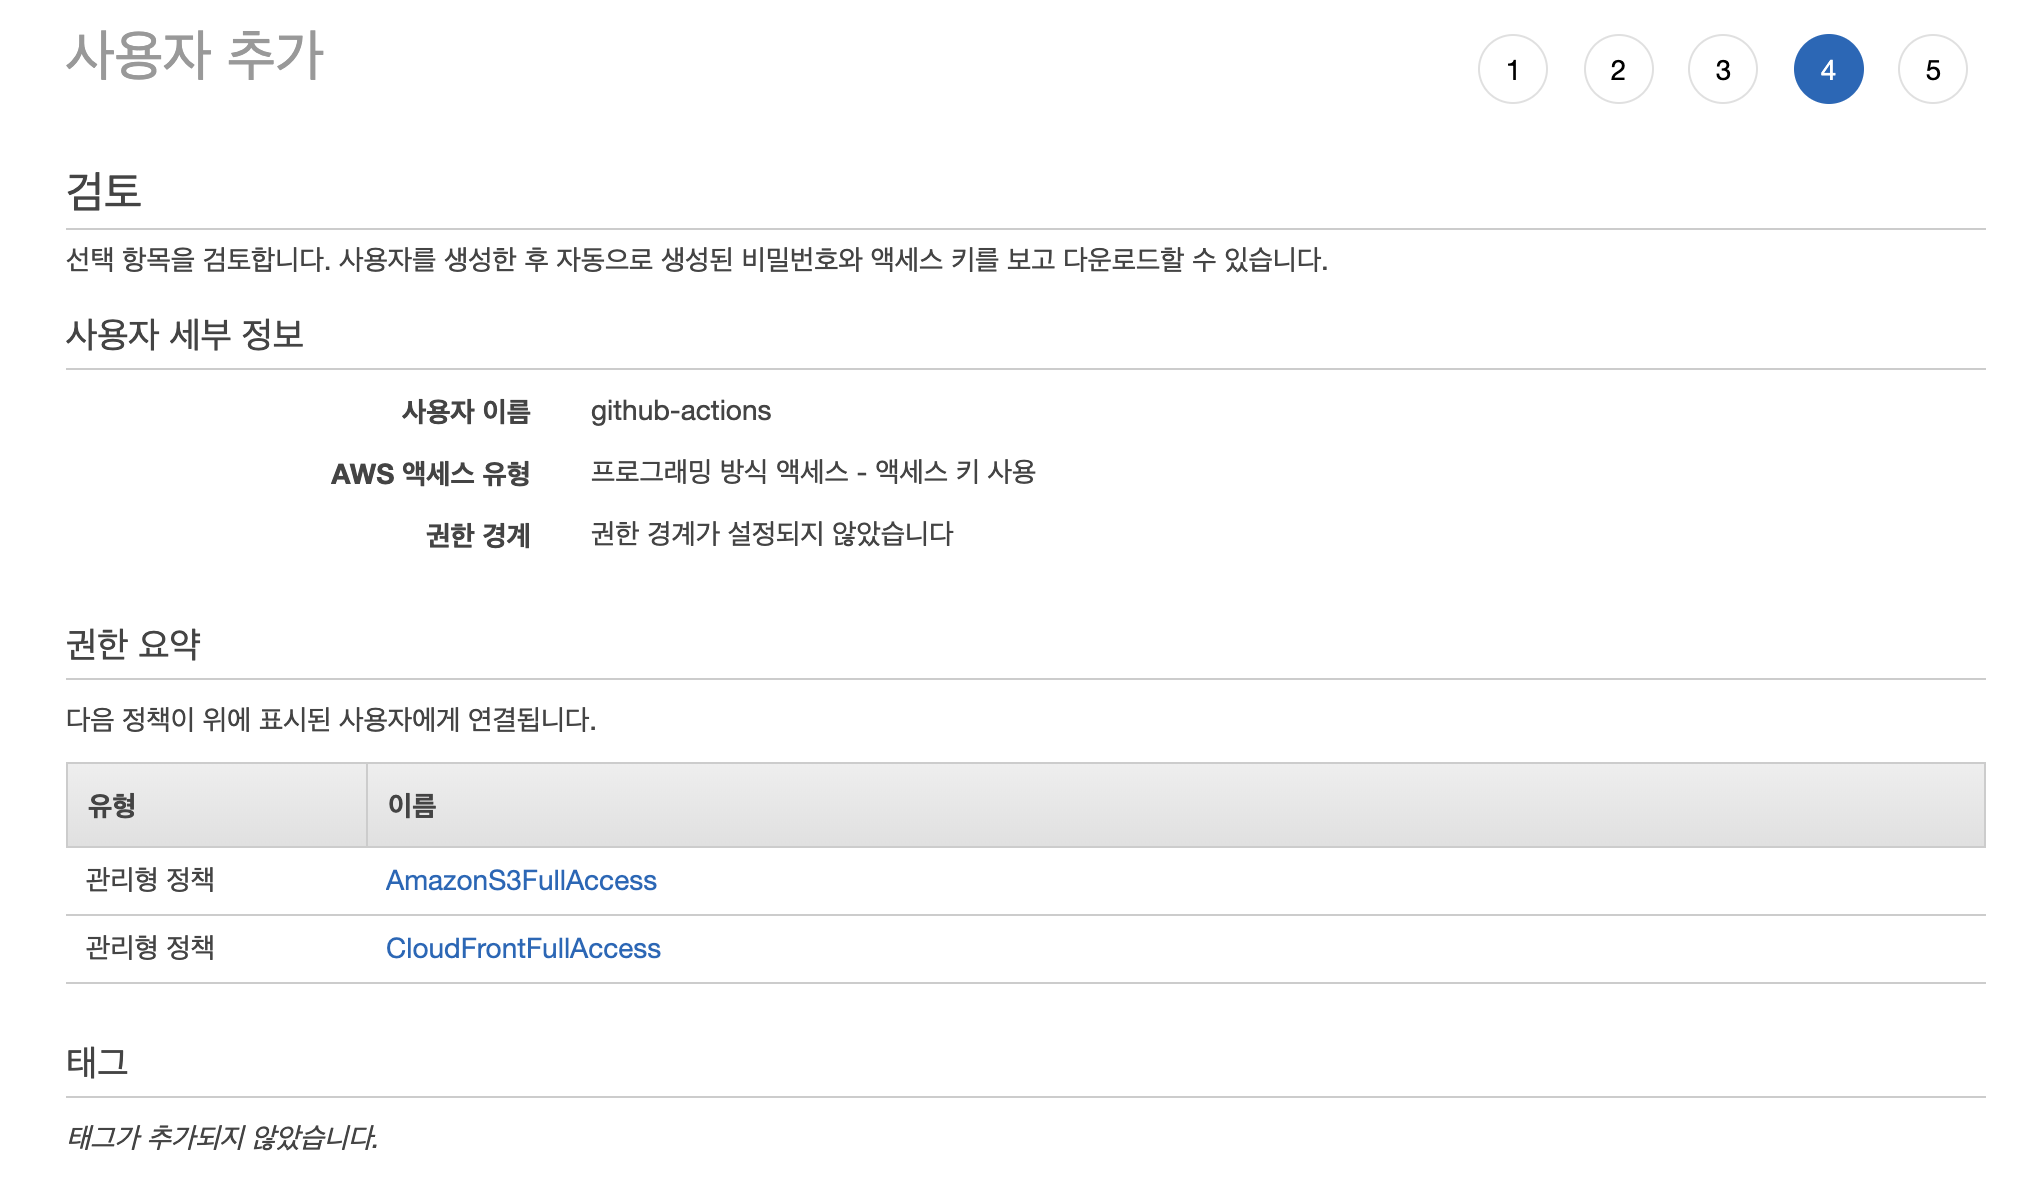 사용자 추가
1 2 3 4 5
검토
선택 항목을 검토합니다. 사용자를 생성한 후 자동으로 생성된 비밀번호와 액세스 키를 보고 다운로드할 수 있습니다.
사용자 세부 정보
사용자 이름 github-actions
AWS 액세스 유형 프로그래밍 방식 액세스 - 액세스 키 사용
권한 경계 권한 경계가 설정되지 않았습니다
권한 요약
다음 정책이 위에 표시된 사용자에게 연결됩니다.
유형 이름
관리형 정책 AmazonS3FullAccess
관리형 정책 CloudFrontFullAccess
태그
태그가 추가되지 않았습니다.